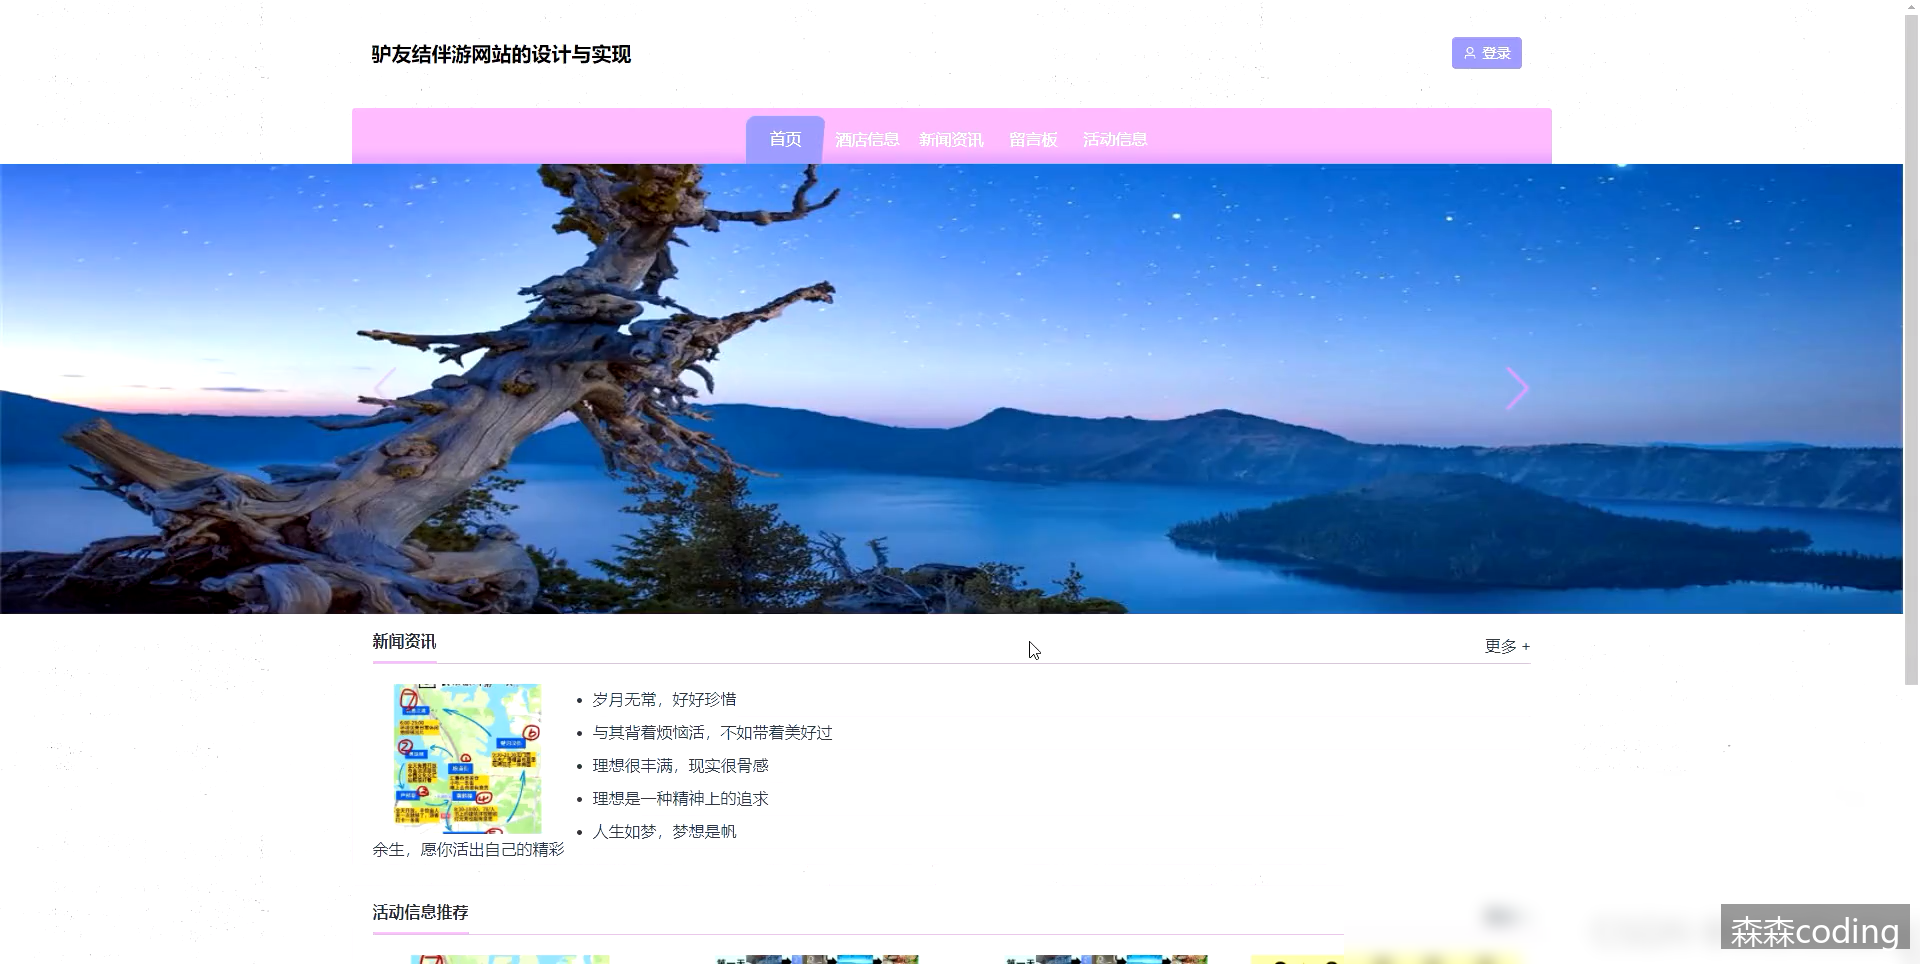 驴友结伴游网站的设计与实现
登录
首页 酒店信息 新闻资讯 留言板 活动信息
新闻资讯
更多 +
岁月无常，好好珍惜
与其背着烦恼活，不如带着美好过
理想很丰满，现实很骨感
理想是一种精神上的追求
人生如梦，梦想是帆
余生，愿你活出自己的精彩
活动信息推荐
森森coding